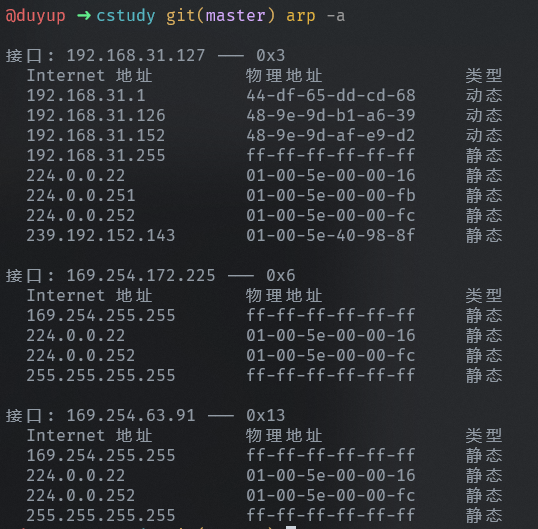 @duyup ➜cstudy git(master) arp -a
接口: 192.168.31.127 --- 0x3
Internet 地址 物理地址 类型
192.168.31.1 44-df-65-dd-cd-68 动态
192.168.31.126 48-9e-9d-b1-a6-39 动态
192.168.31.152 48-9e-9d-af-e9-d2 动态
192.168.31.255 ff-ff-ff-ff-ff-ff 静态
224.0.0.22 01-00-5e-00-00-16 静态
224.0.0.251 01-00-5e-00-00-fb 静态
224.0.0.252 01-00-5e-00-00-fc 静态
239.192.152.143 01-00-5e-40-98-8f 静态
接口: 169.254.172.225 --- 0x6
Internet 地址 物理地址 类型
169.254.255.255 ff-ff-ff-ff-ff-ff 静态
224.0.0.22 01-00-5e-00-00-16 静态
224.0.0.252 01-00-5e-00-00-fc 静态
255.255.255.255 ff-ff-ff-ff-ff-ff 静态
接口: 169.254.63.91 --- 0x13
Internet 地址 物理地址 类型
169.254.255.255 ff-ff-ff-ff-ff-ff 静态
224.0.0.22 01-00-5e-00-00-16 静态
224.0.0.252 01-00-5e-00-00-fc 静态
255.255.255.255 ff-ff-ff-ff-ff-ff 静态